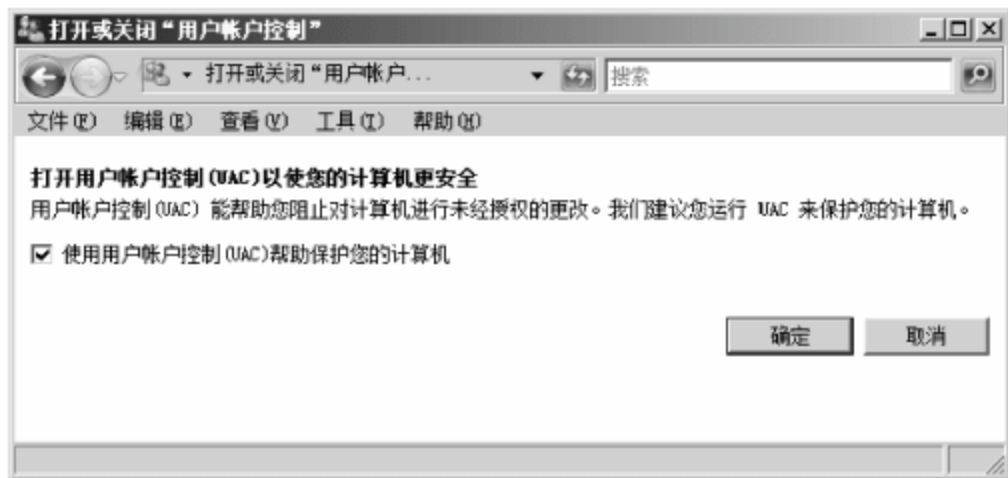 打开或关闭“用户帐户控制”
打开或关闭“用户帐户... 搜索
文件(F) 编辑(E) 查看(V) 工具(T) 帮助(H)
打开用户帐户控制(UAC)以使您的计算机更安全
用户帐户控制(UAC) 能帮助您阻止对计算机进行未经授权的更改。我们建议您运行 UAC 来保护您的计算机。
使用用户帐户控制(UAC)帮助保护您的计算机
确定 取消